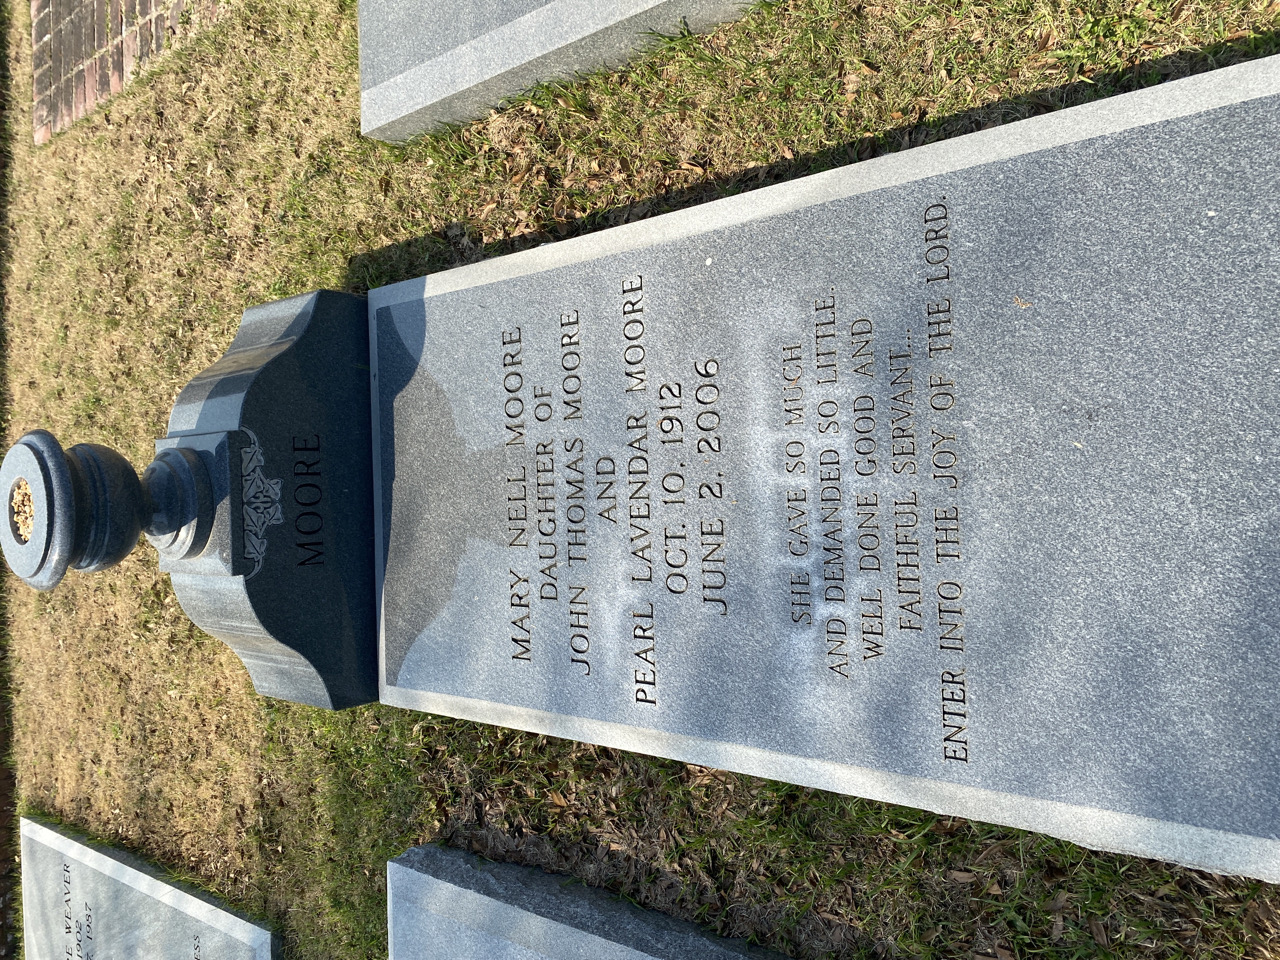 WEAVER
1902
1987
MOORE
MARY NELL MOORE
DAUGHTER OF
JOHN THOMAS MOORE
AND
PEARL LAVENDAR MOORE
OCT. 10, 1912
JUNE 2, 2006
SHE GAVE SO MUCH
AND DEMANDED SO LITTLE.
WELL DONE GOOD AND
FAITHFUL SERVANT...
ENTER INTO THE JOY OF THE LORD.